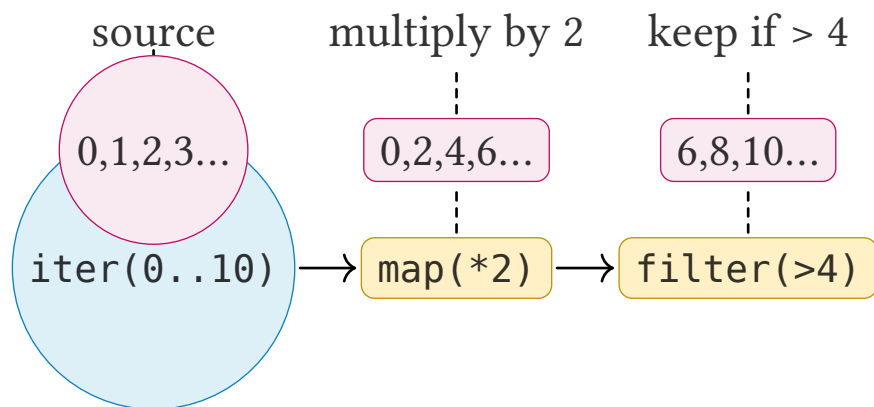 source
multiply by 2
keep if > 4
0,1,2,3…
0,2,4,6…
6,8,10…
iter(0..10)
map(*2)
filter(>4)